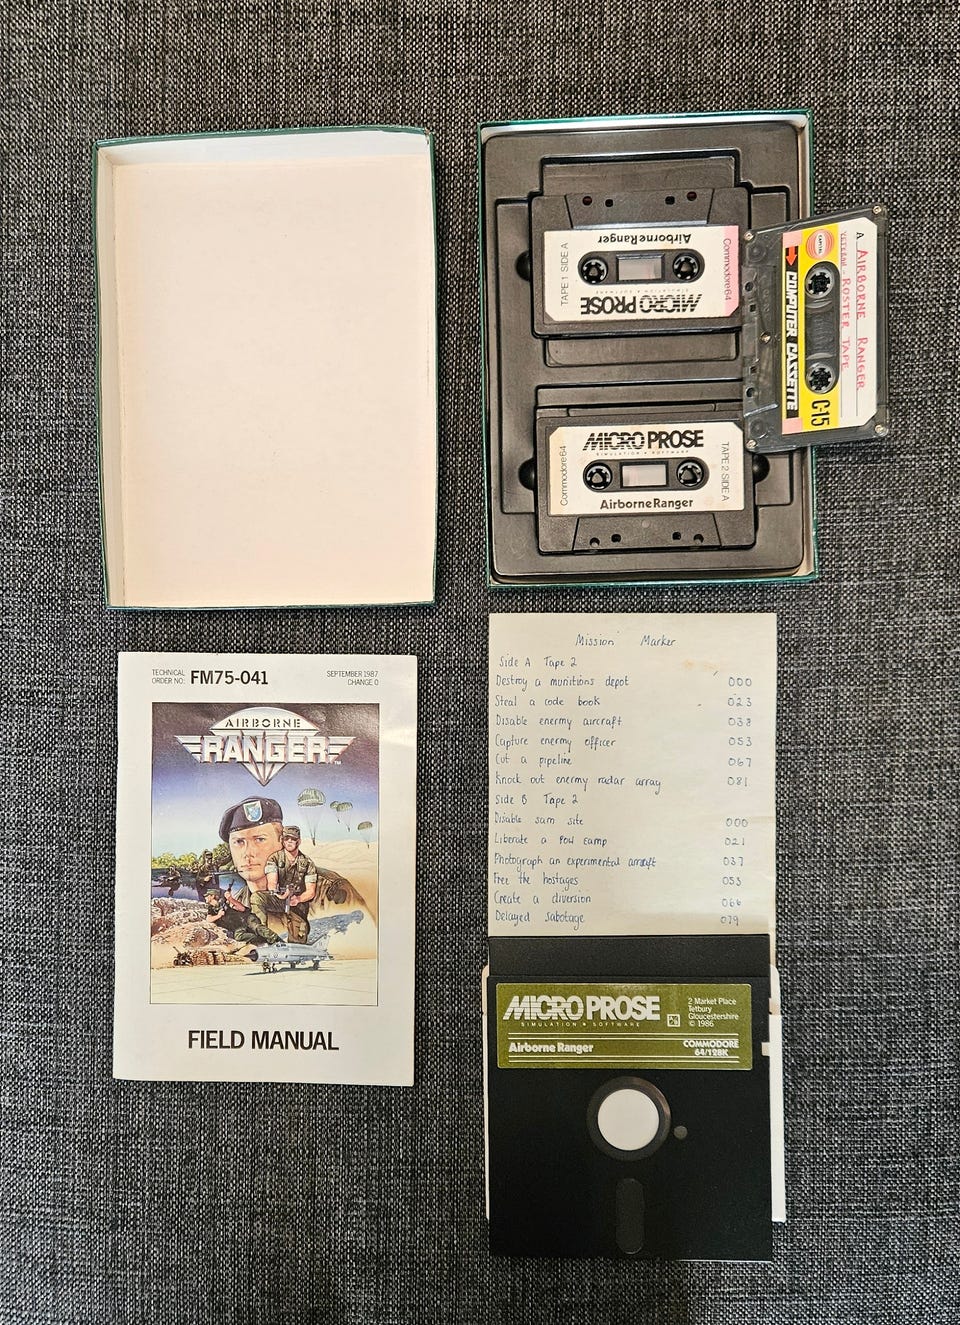 TAPE 1 SIDE A
Airborne Ranger
Commodore 64
MICRO PROSE
SIMULATION • SOFTWARE
A AIRBORNE RANGER
VETERAN - ROSTER TAPE
CAPITAL
COMPUTER CASSETTE
C-15
MICRO PROSE
SIMULATION • SOFTWARE
Commodore 64
TAPE 2 SIDE A
Airborne Ranger
TECHNICAL
ORDER NO: FM75-041
SEPTEMBER 1987
CHANGE 0
AIRBORNE
RANGER™
FIELD MANUAL
Mission Marker
Side A Tape 2
Destroy a munitions depot 000
Steal a code book 023
Disable enemy aircraft 038
Capture enemy officer 053
Cut a pipeline 067
Knock out enemy radar array 081
Side B Tape 2
Disable sam site 000
Liberate a POW camp 021
Photograph an experimental aircraft 037
Free the hostages 053
Create a diversion 066
Delayed sabotage 079
MICRO PROSE
SIMULATION • SOFTWARE
2 Market Place
Tetbury
Gloucestershire
© 1986
Airborne Ranger
COMMODORE
64/128K